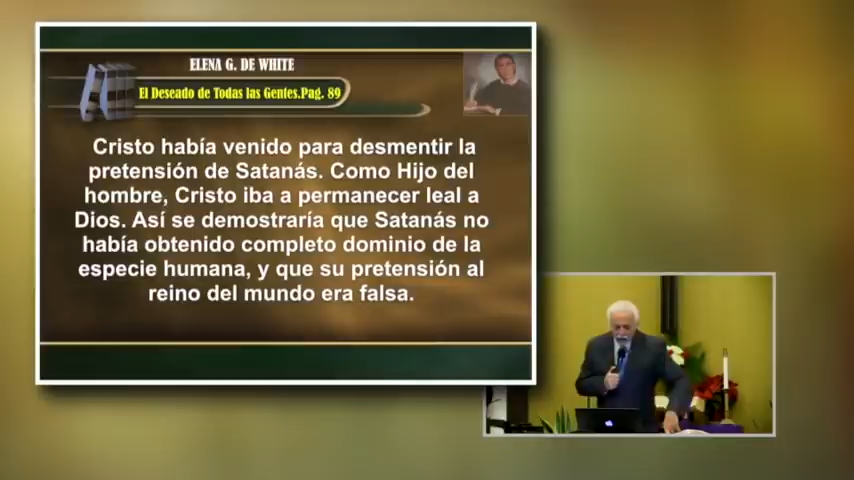 ELENA G. DE WHITE
El Deseado de Todas las Gentes.Pag. 89
Cristo había venido para desmentir la
pretensión de Satanás. Como Hijo del
hombre, Cristo iba a permanecer leal a
Dios. Así se demostraría que Satanás no
había obtenido completo dominio de la
especie humana, y que su pretensión al
reino del mundo era falsa.